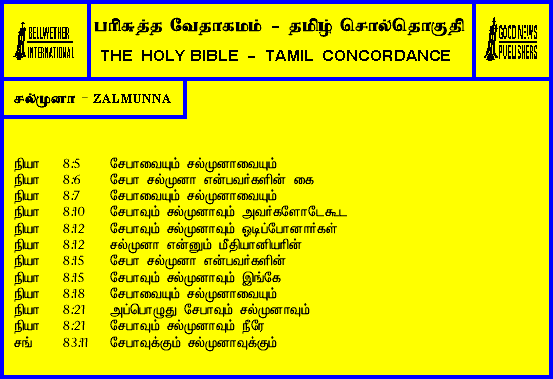 BELLWETHER
INTERNATIONAL
பரிசுத்த வேதாகமம் - தமிழ் சொல்தொகுதி
THE HOLY BIBLE - TAMIL CONCORDANCE
GOOD NEWS
PUBLISHERS
சல்முனா - ZALMUNNA
நியா 8:5 சேபாவையும் சல்முனாவையும்
நியா 8:6 சேபா சல்முனா என்பவர்களின் கை
நியா 8:7 சேபாவையும் சல்முனாவையும்
நியா 8:10 சேபாவும் சல்முனாவும் அவர்களோடேகூட
நியா 8:12 சேபாவும் சல்முனாவும் ஓடிப்போனார்கள்
நியா 8:12 சல்முனா என்னும் மீதியானியரின்
நியா 8:15 சேபா சல்முனா என்பவர்களின்
நியா 8:15 சேபாவும் சல்முனாவும் இங்கே
நியா 8:18 சேபாவையும் சல்முனாவையும்
நியா 8:21 அப்பொழுது சேபாவும் சல்முனாவும்
நியா 8:21 சேபாவும் சல்முனாவும் நீரே
சங் 83:11 சேபாவுக்கும் சல்முனாவுக்கும்